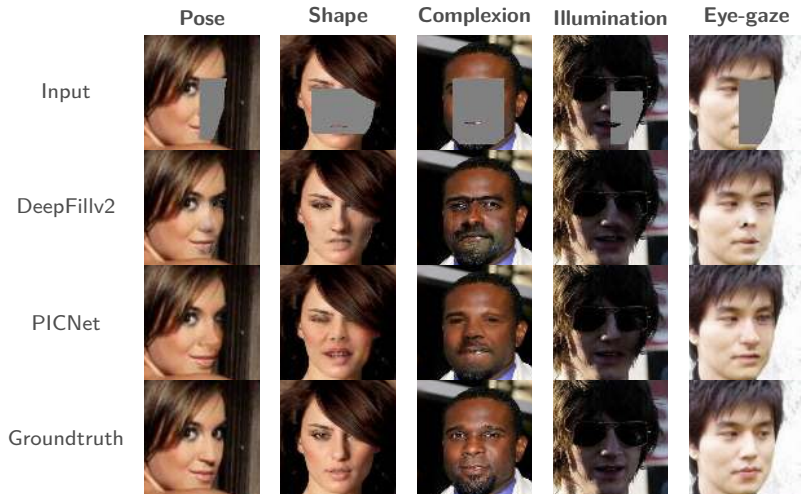 Pose Shape Complexion Illumination Eye-gaze
Input
DeepFillv2
PICNet
Groundtruth